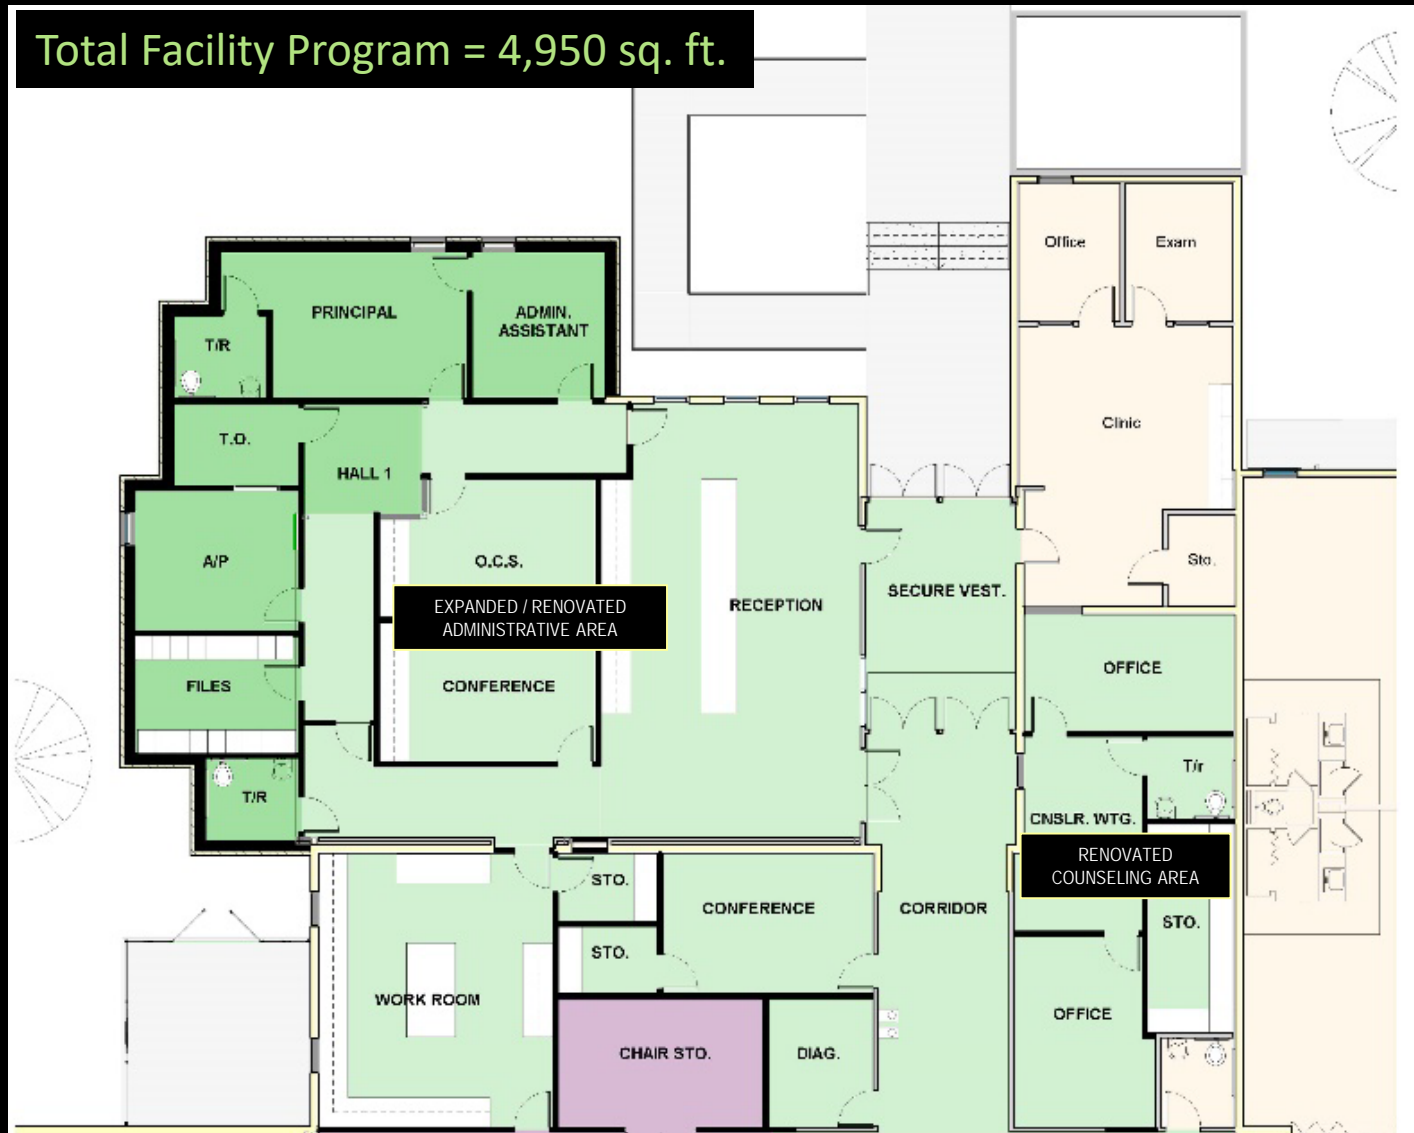 Total Facility Program = 4,950 sq. ft.
Office
Exam
PRINCIPAL
ADMIN.
ASSISTANT
T/R
Clinic
T.O.
HALL 1
A/P
O.C.S.
Sto.
EXPANDED / RENOVATED
ADMINISTRATIVE AREA
RECEPTION
SECURE VEST.
FILES
CONFERENCE
OFFICE
T/r
T/R
CNSLR. WTG.
RENOVATED
COUNSELING AREA
STO.
CONFERENCE
CORRIDOR
STO.
STO.
WORK ROOM
OFFICE
CHAIR STO.
DIAG.